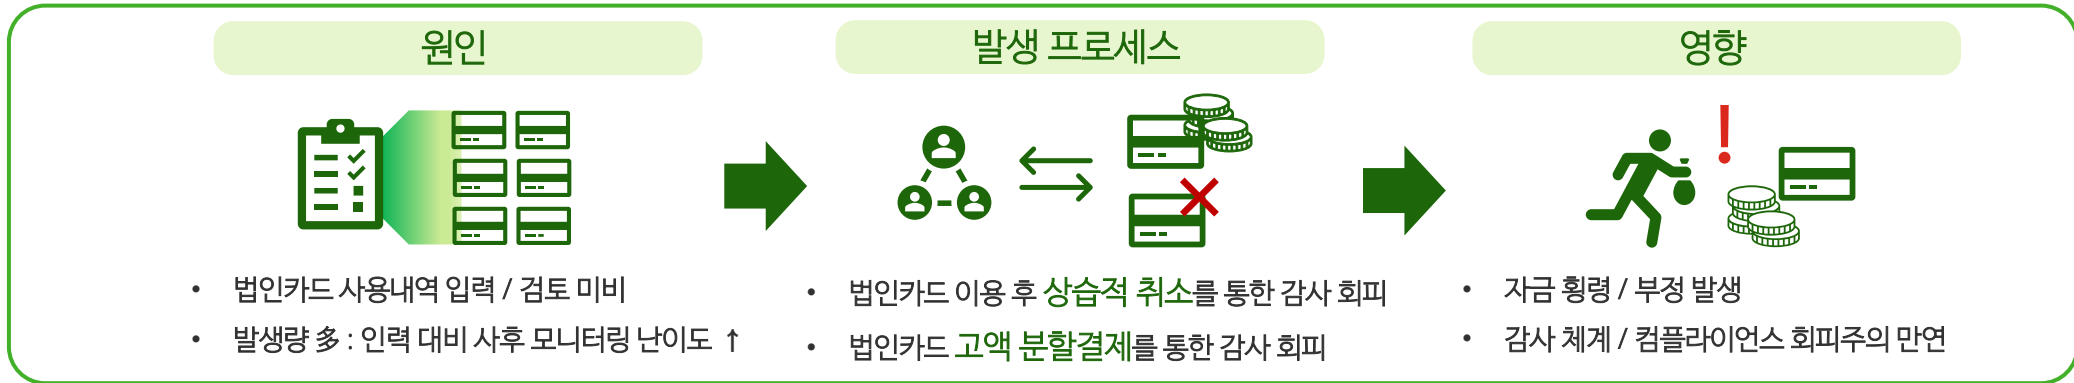 원인
• 법인카드 사용내역 입력 / 검토 미비
• 발생량 多 : 인력 대비 사후 모니터링 난이도 ↑
발생 프로세스
• 법인카드 이용 후 상습적 취소를 통한 감사 회피
• 법인카드 고액 분할결제를 통한 감사 회피
영향
• 자금 횡령 / 부정 발생
• 감사 체계 / 컴플라이언스 회피주의 만연